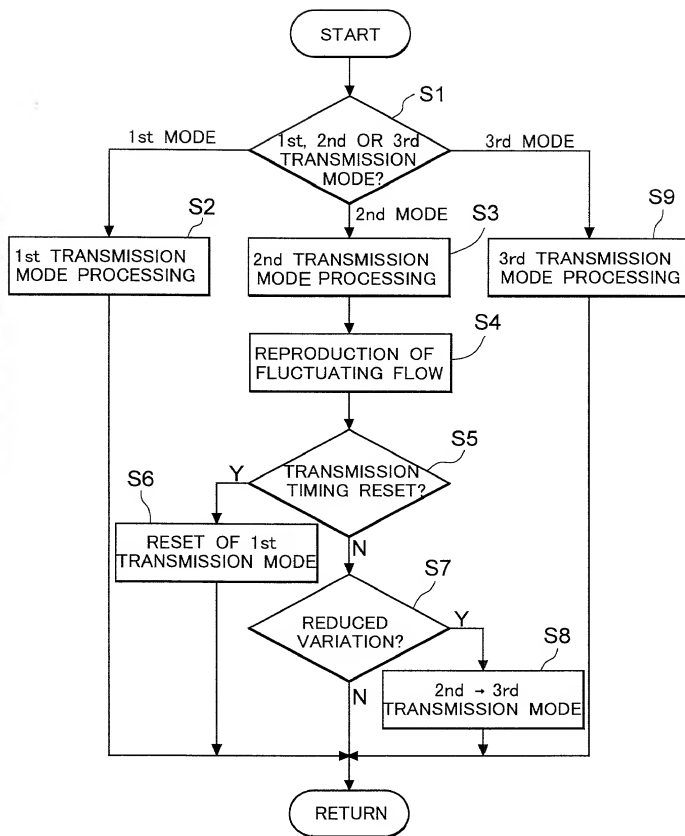 START
S1
1st MODE
1st, 2nd OR 3rd
TRANSMISSION
MODE?
3rd MODE
2nd MODE
S2
1st TRANSMISSION
MODE PROCESSING
S3
2nd TRANSMISSION
MODE PROCESSING
S9
3rd TRANSMISSION
MODE PROCESSING
S4
REPRODUCTION OF
FLUCTUATING FLOW
S5
TRANSMISSION
TIMING RESET?
Y
N
S6
RESET OF 1st
TRANSMISSION MODE
S7
REDUCED
VARIATION?
Y
N
S8
2nd → 3rd
TRANSMISSION MODE
RETURN